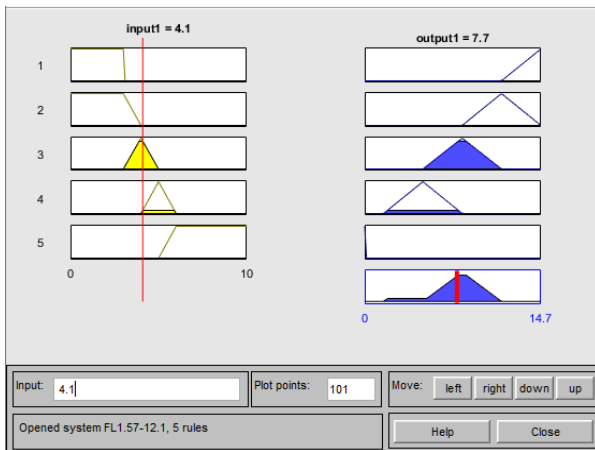 input1 = 4.1
output1 = 7.7
1
2
3
4
5
0
10
0
14.7
Input:
4.1
Plot points:
101
Move:
left
right
down
up
Opened system FL1.57-12.1, 5 rules
Help
Close